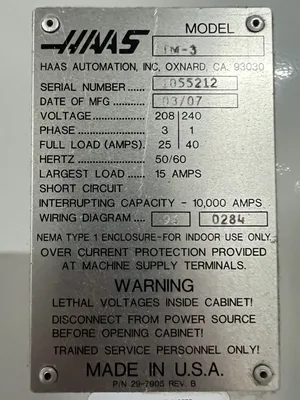 HAAS MODEL
TM-3
HAAS AUTOMATION, INC, OXNARD, CA. 93030
SERIAL NUMBER ...... 1055212
DATE OF MFG .......... 03/07
VOLTAGE .................. 208 240
PHASE ........................ 3 1
FULL LOAD (AMPS) .. 25 40
HERTZ ........................ 50/60
LARGEST LOAD ...... 15 AMPS
SHORT CIRCUIT
INTERRUPTING CAPACITY - 10,000 AMPS
WIRING DIAGRAM ...... 0284
NEMA TYPE 1 ENCLOSURE-FOR INDOOR USE ONLY
OVER CURRENT PROTECTION PROVIDED
AT MACHINE SUPPLY TERMINALS.
WARNING
LETHAL VOLTAGES INSIDE CABINET!
DISCONNECT FROM POWER SOURCE
BEFORE OPENING CABINET!
TRAINED SERVICE PERSONNEL ONLY!
MADE IN U.S.A.
P/N 29-7905 REV. B